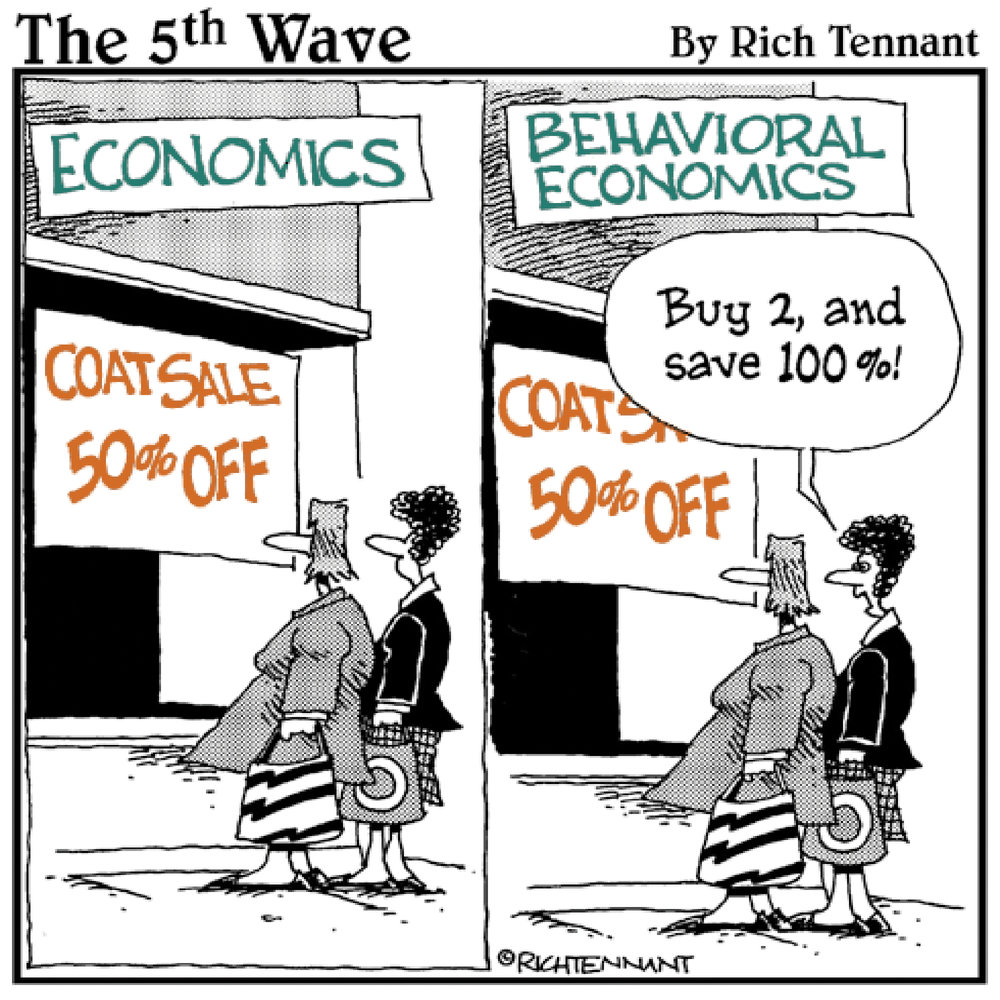 The 5th Wave
By Rich Tennant
ECONOMICS
COAT SALE
50% OFF
BEHAVIORAL
ECONOMICS
Buy 2, and
save 100%!
COAT
50% OFF
©RICHTENNANT